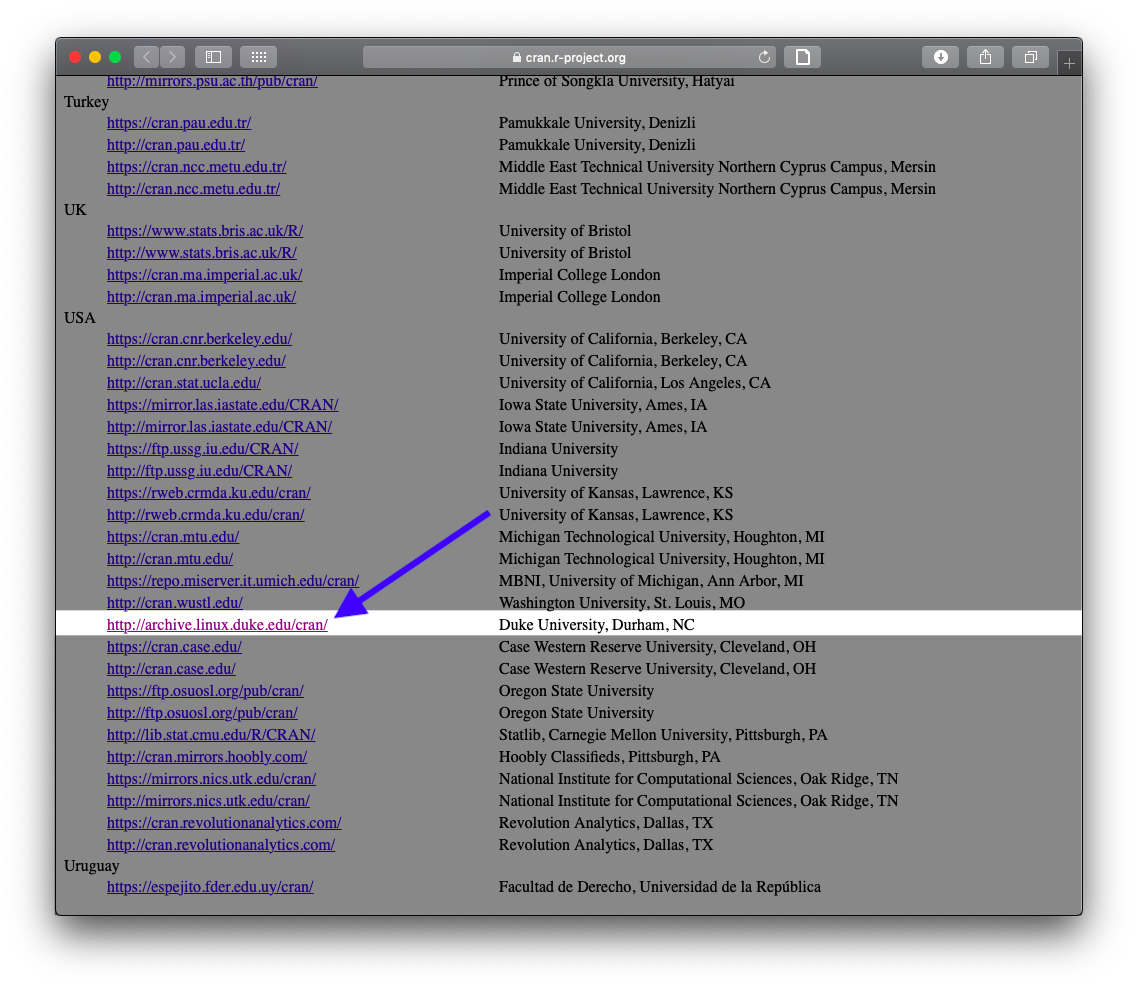 cran.r-project.org
http://mirrors.psu.ac.th/pub/cran/ Prince of Songkla University, Hatyai
Turkey
https://cran.pau.edu.tr/ Pamukkale University, Denizli
http://cran.pau.edu.tr/ Pamukkale University, Denizli
https://cran.ncc.metu.edu.tr/ Middle East Technical University Northern Cyprus Campus, Mersin
http://cran.ncc.metu.edu.tr/ Middle East Technical University Northern Cyprus Campus, Mersin
UK
https://www.stats.bris.ac.uk/R/ University of Bristol
http://www.stats.bris.ac.uk/R/ University of Bristol
https://cran.ma.imperial.ac.uk/ Imperial College London
http://cran.ma.imperial.ac.uk/ Imperial College London
USA
https://cran.cnr.berkeley.edu/ University of California, Berkeley, CA
http://cran.cnr.berkeley.edu/ University of California, Berkeley, CA
http://cran.stat.ucla.edu/ University of California, Los Angeles, CA
https://mirror.las.iastate.edu/CRAN/ Iowa State University, Ames, IA
http://mirror.las.iastate.edu/CRAN/ Iowa State University, Ames, IA
https://ftp.ussg.iu.edu/CRAN/ Indiana University
http://ftp.ussg.iu.edu/CRAN/ Indiana University
https://rweb.crmda.ku.edu/cran/ University of Kansas, Lawrence, KS
http://rweb.crmda.ku.edu/cran/ University of Kansas, Lawrence, KS
https://cran.mtu.edu/ Michigan Technological University, Houghton, MI
http://cran.mtu.edu/ Michigan Technological University, Houghton, MI
https://repo.miserver.it.umich.edu/cran/ MBNI, University of Michigan, Ann Arbor, MI
http://cran.wustl.edu/ Washington University, St. Louis, MO
http://archive.linux.duke.edu/cran/ Duke University, Durham, NC
https://cran.case.edu/ Case Western Reserve University, Cleveland, OH
http://cran.case.edu/ Case Western Reserve University, Cleveland, OH
https://ftp.osuosl.org/pub/cran/ Oregon State University
http://ftp.osuosl.org/pub/cran/ Oregon State University
http://lib.stat.cmu.edu/R/CRAN/ Statlib, Carnegie Mellon University, Pittsburgh, PA
http://cran.mirrors.hoobly.com/ Hoobly Classifieds, Pittsburgh, PA
https://mirrors.nics.utk.edu/cran/ National Institute for Computational Sciences, Oak Ridge, TN
http://mirrors.nics.utk.edu/cran/ National Institute for Computational Sciences, Oak Ridge, TN
https://cran.revolutionanalytics.com/ Revolution Analytics, Dallas, TX
http://cran.revolutionanalytics.com/ Revolution Analytics, Dallas, TX
Uruguay
https://espejito.fder.edu.uy/cran/ Facultad de Derecho, Universidad de la República